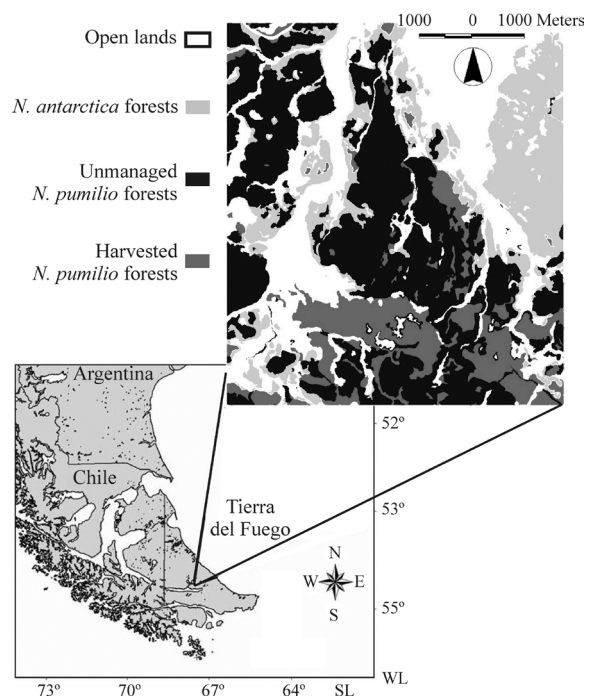 1000 0 1000 Meters
Open lands
N. antarctica forests
Unmanaged
N. pumilio forests
Harvested
N. pumilio forests
Argentina
Chile
Tierra
del Fuego
N
W E
S
52º
53º
55º
WL
73º 70º 67º 64º SL